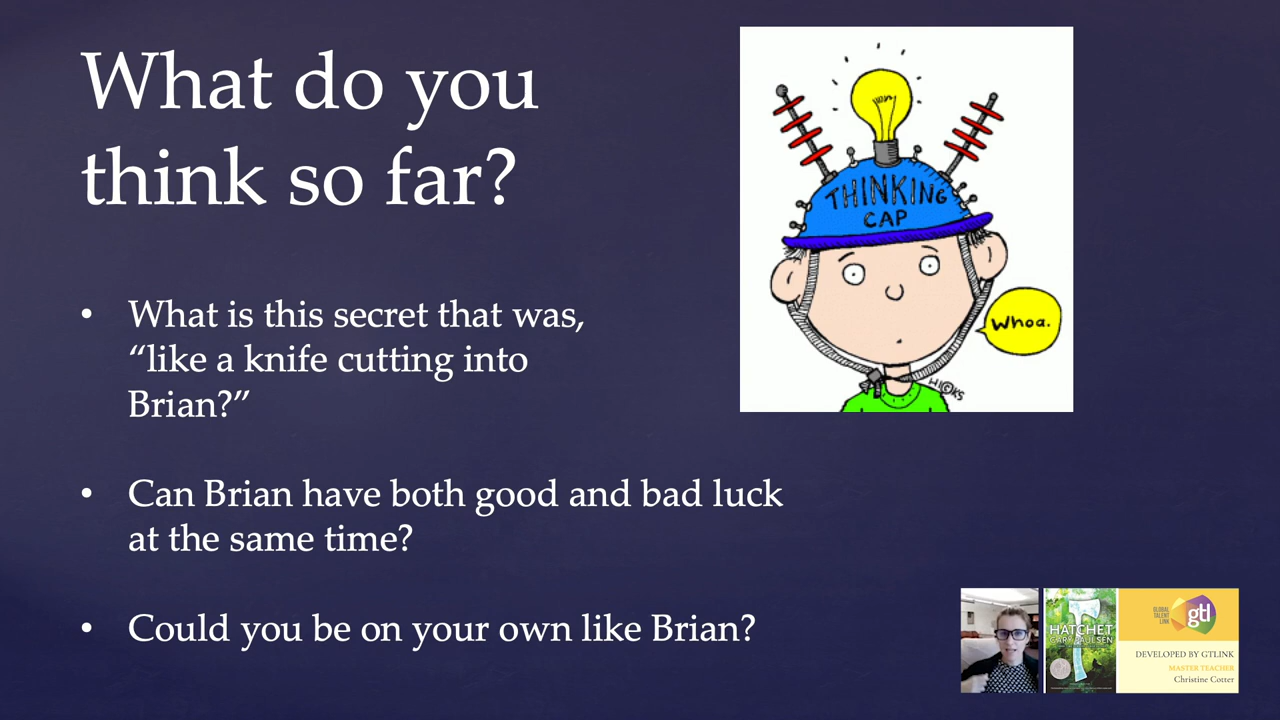 What do you
think so far?
THINKING
CAP
Whoa.
HICKS
• What is this secret that was,
“like a knife cutting into
Brian?”
• Can Brian have both good and bad luck
at the same time?
• Could you be on your own like Brian?
HATCHET
GARY PAULSEN
GLOBAL
TALENT
LINK
gtl
DEVELOPED BY GTLINK
MASTER TEACHER
Christine Cotter